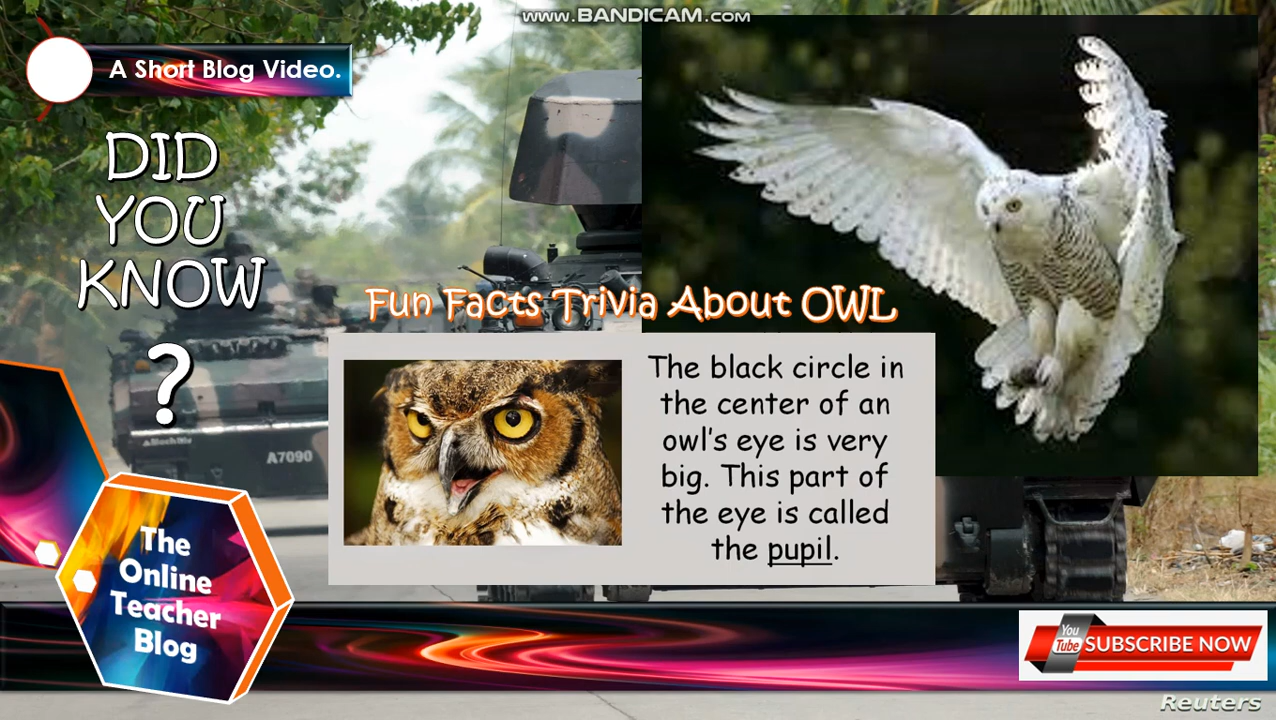 www.BANDICAM.com
A Short Blog Video.
DID
YOU
KNOW
?
Fun Facts Trivia About OWL
The black circle in
the center of an
owl's eye is very
big. This part of
the eye is called
the pupil.
A7090
The
Online
Teacher
Blog
You
Tube
SUBSCRIBE NOW
Reuters